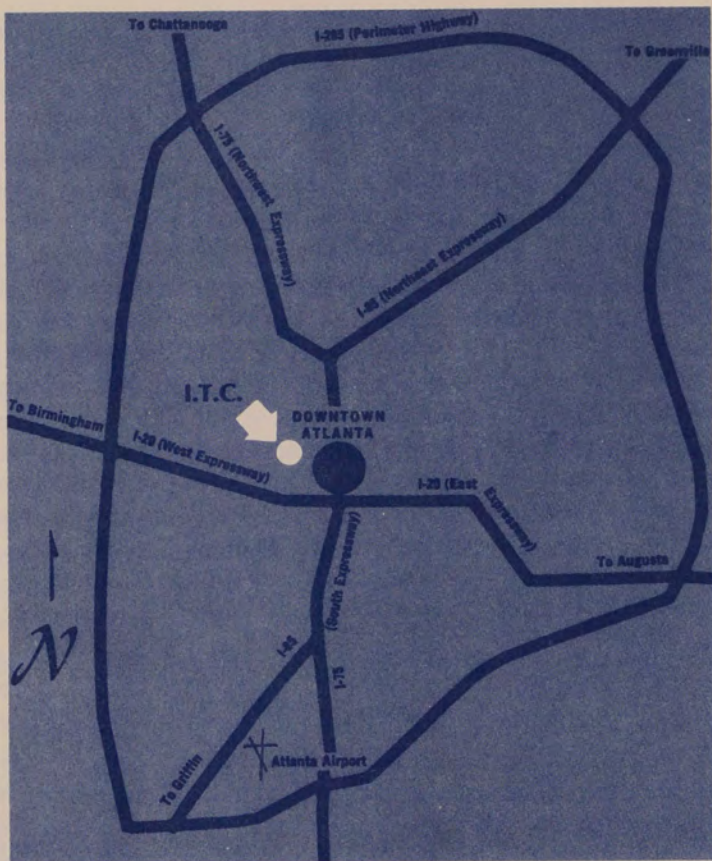 To Chattanooga
I-285 (Perimeter Highway)
To Greenville
I-75 (Northwest Expressway)
I-85 (Northeast Expressway)
I.T.C.
DOWNTOWN
ATLANTA
To Birmingham
I-20 (West Expressway)
I-20 (East Expressway)
To Augusta
(South Expressway)
I-85
I-75
N
To Griffin
Atlanta Airport